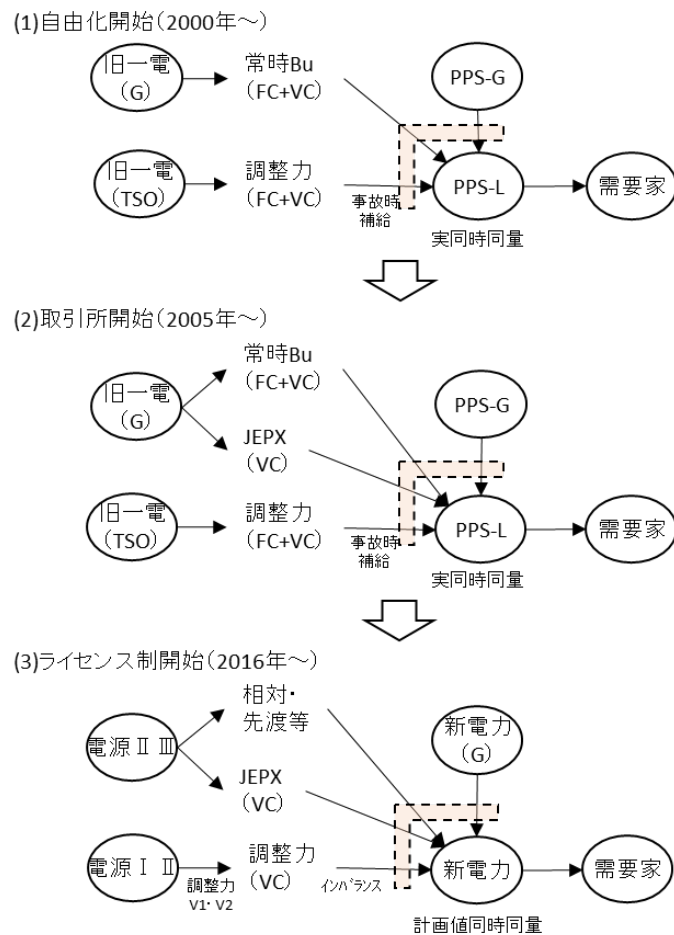 (1)自由化開始(2000年～)
旧一電
(G)
常時Bu
(FC+VC)
PPS-G
旧一電
(TSO)
調整力
(FC+VC)
事故時
補給
PPS-L
需要家
実同時同量
(2)取引所開始(2005年～)
常時Bu
(FC+VC)
旧一電
(G)
PPS-G
JEPX
(VC)
旧一電
(TSO)
調整力
(FC+VC)
事故時
補給
PPS-L
需要家
実同時同量
(3)ライセンス制開始(2016年～)
相対・
先渡等
電源ⅡⅢ
新電力
(G)
JEPX
(VC)
電源ⅠⅡ
調整力
V1・V2
調整力
(VC)
インバランス
新電力
需要家
計画値同時同量